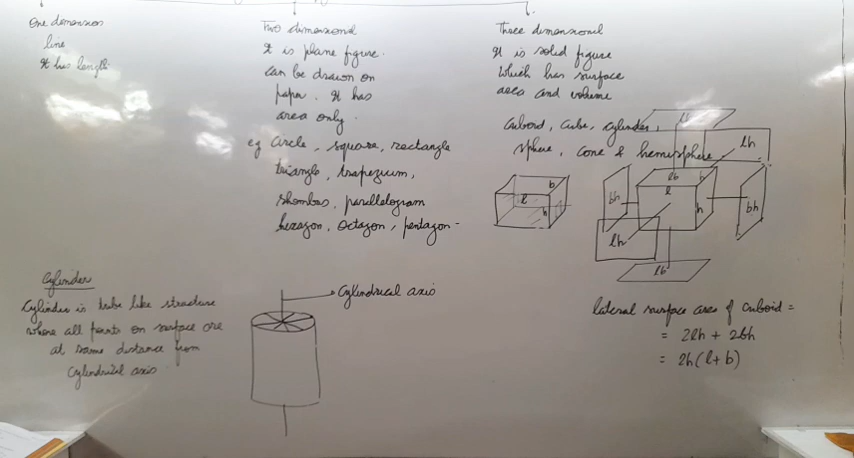 One dimension
line
It has length
Two dimensional
It is plane figure.
can be drawn on
paper. It has
area only.
eg Circle, square, rectangle
triangle, trapezium,
rhombus, parallelogram
hexagon, octagon, pentagon
Three dimensional
It is solid figure
which has surface
area and volume
cuboid, cube, cylinder,
sphere, cone & hemisphere
b
l
h
lb
lh
lb
b
l
bh
h
bh
lh
lb
lateral surface area of cuboid =
= 2lh + 2bh
= 2h(l+b)
Cylinder
Cylinder is tube like structure
where all points on surface are
at same distance from
cylindrical axis
Cylindrical axis